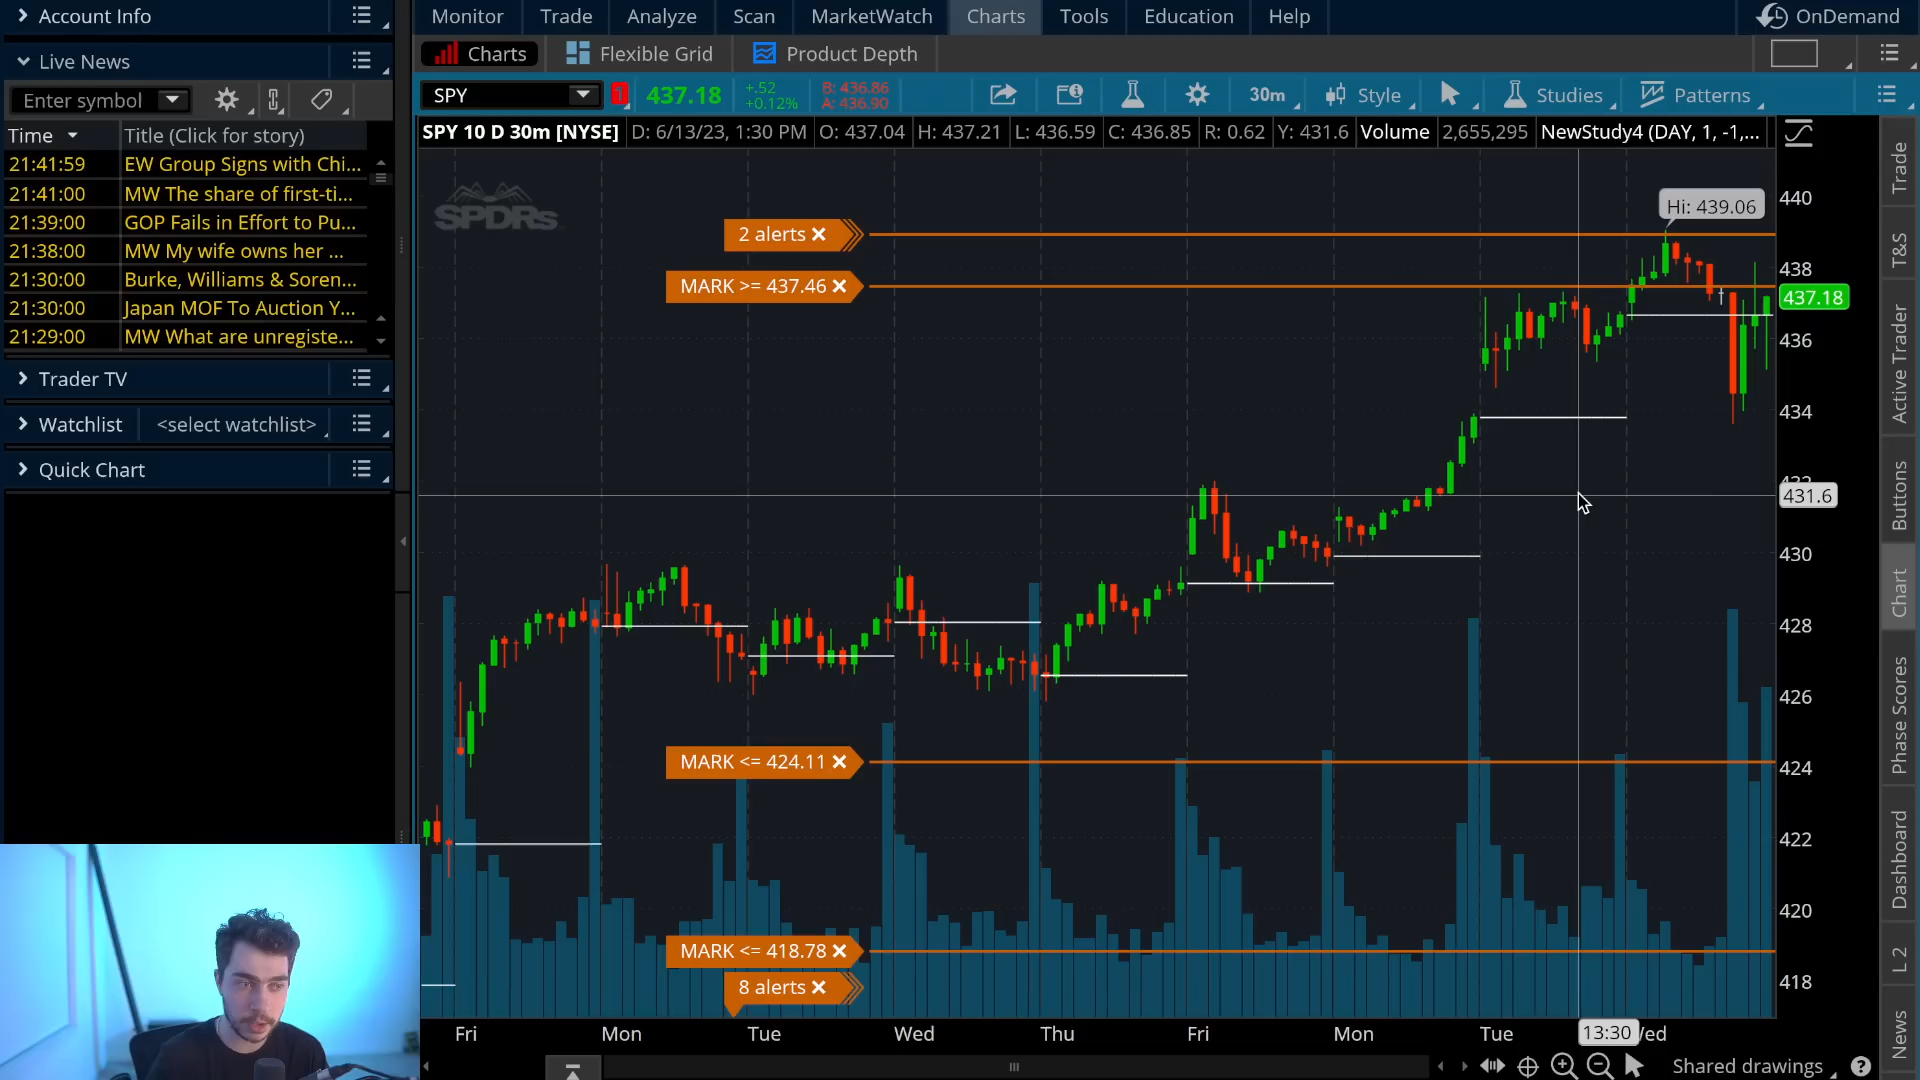 Account Info
Monitor
Trade
Analyze
Scan
MarketWatch
Charts
Tools
Education
Help
OnDemand
Live News
Charts
Flexible Grid
Product Depth
Enter symbol
SPY
1
437.18
+.52
+0.12%
B: 436.86
A: 436.90
30m
Style
Studies
Patterns
Time
Title (Click for story)
SPY 10 D 30m [NYSE]
D: 6/13/23, 1:30 PM
O: 437.04
H: 437.21
L: 436.59
C: 436.85
R: 0.62
Y: 431.6
Volume
2,655,295
NewStudy4 (DAY, 1, -1,...
21:41:59 EW Group Signs with Chi...
21:41:00 MW The share of first-ti...
21:39:00 GOP Fails in Effort to Pu...
21:38:00 MW My wife owns her ...
21:30:00 Burke, Williams & Soren...
21:30:00 Japan MOF To Auction Y...
21:29:00 MW What are unregiste...
Trader TV
Watchlist
<select watchlist>
Quick Chart
SPDRs
2 alerts
MARK >= 437.46
MARK <= 424.11
MARK <= 418.78
8 alerts
Hi: 439.06
440
438
437.18
436
434
431.6
430
428
426
424
422
420
418
Fri
Mon
Tue
Wed
Thu
Fri
Mon
Tue
13:30
Shared drawings
Trade
T&S
Active Trader
Buttons
Chart
Phase Scores
Dashboard
L 2
News